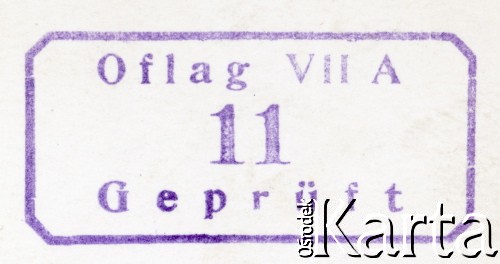 Oflag VII A
11
Geprüft
ośrodek
Karta